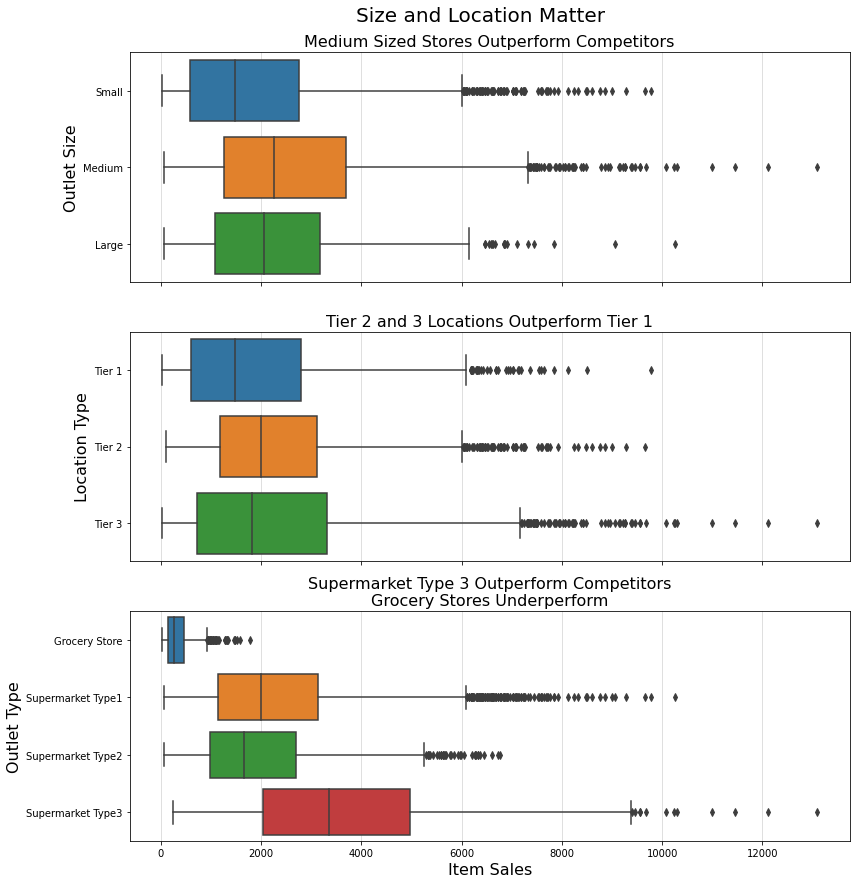 Size and Location Matter
Medium Sized Stores Outperform Competitors
Outlet Size
Small
Medium
Large
Tier 2 and 3 Locations Outperform Tier 1
Location Type
Tier 1
Tier 2
Tier 3
Supermarket Type 3 Outperform Competitors
Grocery Stores Underperform
Outlet Type
Grocery Store
Supermarket Type1
Supermarket Type2
Supermarket Type3
0 2000 4000 6000 8000 10000 12000
Item Sales